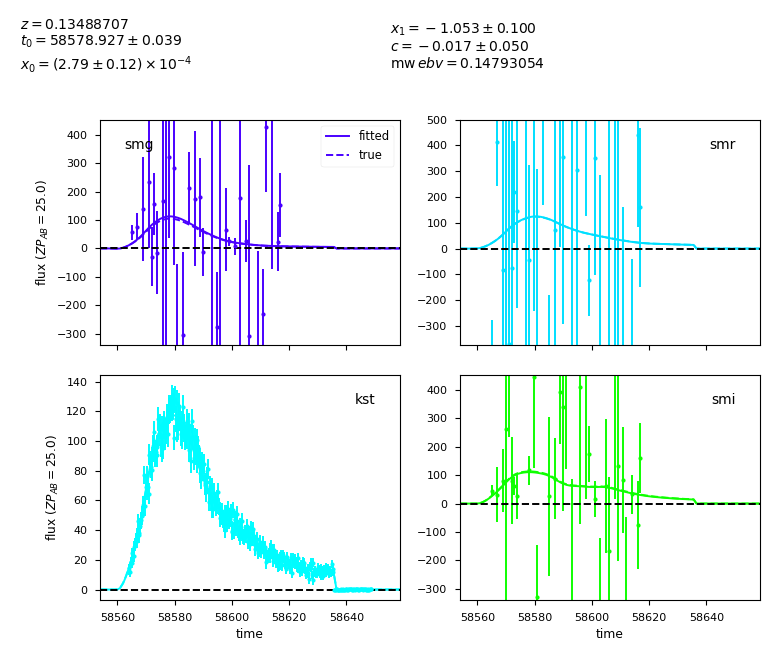 z = 0.13488707
t0 = 58578.927 ± 0.039
x0 = (2.79 ± 0.12) × 10^−4
x1 = −1.053 ± 0.100
c = −0.017 ± 0.050
mw ebv = 0.14793054
smg
fitted
true
400
300
200
100
0
−100
−200
−300
flux (ZP_AB = 25.0)
smr
500
400
300
200
100
0
−100
−200
−300
kst
140
120
100
80
60
40
20
0
flux (ZP_AB = 25.0)
58560 58580 58600 58620 58640
time
smi
400
300
200
100
0
−100
−200
−300
58560 58580 58600 58620 58640
time